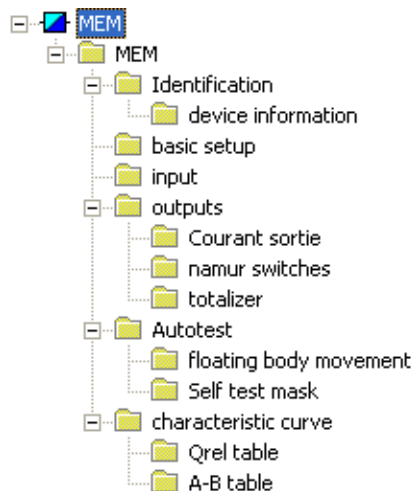 MEM
MEM
Identification
device information
basic setup
input
outputs
Courant sortie
namur switches
totalizer
Autotest
floating body movement
Self test mask
characteristic curve
Qrel table
A-B table